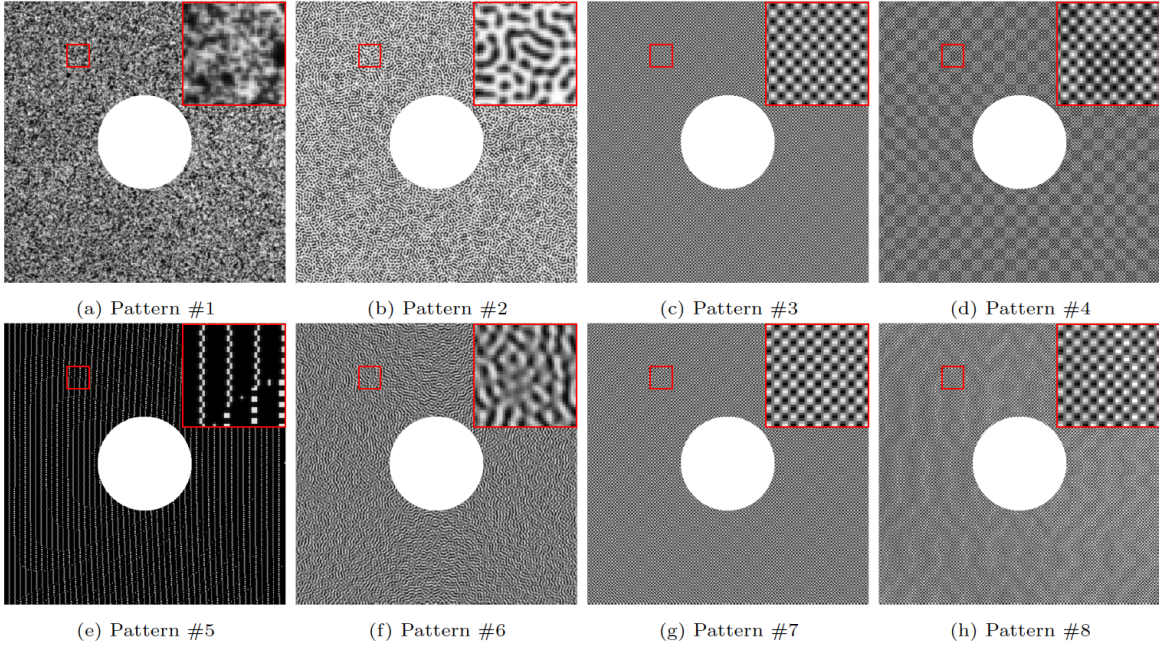 (a) Pattern #1
(b) Pattern #2
(c) Pattern #3
(d) Pattern #4
(e) Pattern #5
(f) Pattern #6
(g) Pattern #7
(h) Pattern #8